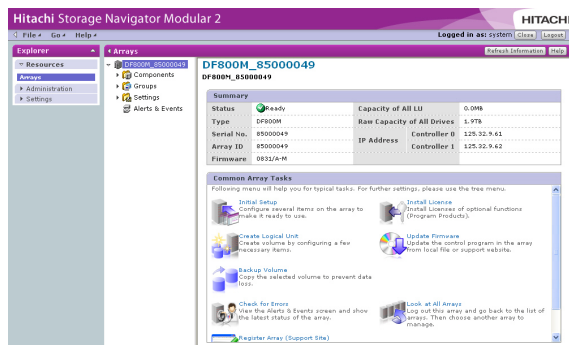 Hitachi Storage Navigator Modular 2
HITACHI
File Go Help
Logged in as: system Close Logout
Explorer
Arrays
Refresh Information Help
Resources
Arrays
Administration
Settings
DF800M_85000049
Components
Groups
Settings
Alerts & Events
DF800M_85000049
DF800M_85000049
Summary
Status Ready Capacity of All LU 0.0MB
Type DF800M Raw Capacity of All Drives 1.9TB
Serial No. 85000049 IP Address Controller 0 125.32.9.61
Array ID 85000049 Controller 1 125.32.9.62
Firmware 0831/A-M
Common Array Tasks
Following menu will help you for typical tasks. For further settings, please use the tree menu.
Initial Setup
Configure several items on the array to
make it ready to use.
Install License
Install Licenses of optional functions
(Program Products).
Create Logical Unit
Create volume by configuring a few
necessary items.
Update Firmware
Update the control program in the array
from local file or support website.
Backup Volume
Copy the selected volume to prevent data
loss.
Check for Errors
View the Alerts & Events screen and show
the latest status of the array.
Look at All Arrays
Log out this array and go back to the list of
arrays. Then choose another array to
manage.
Register Array (Support Site)